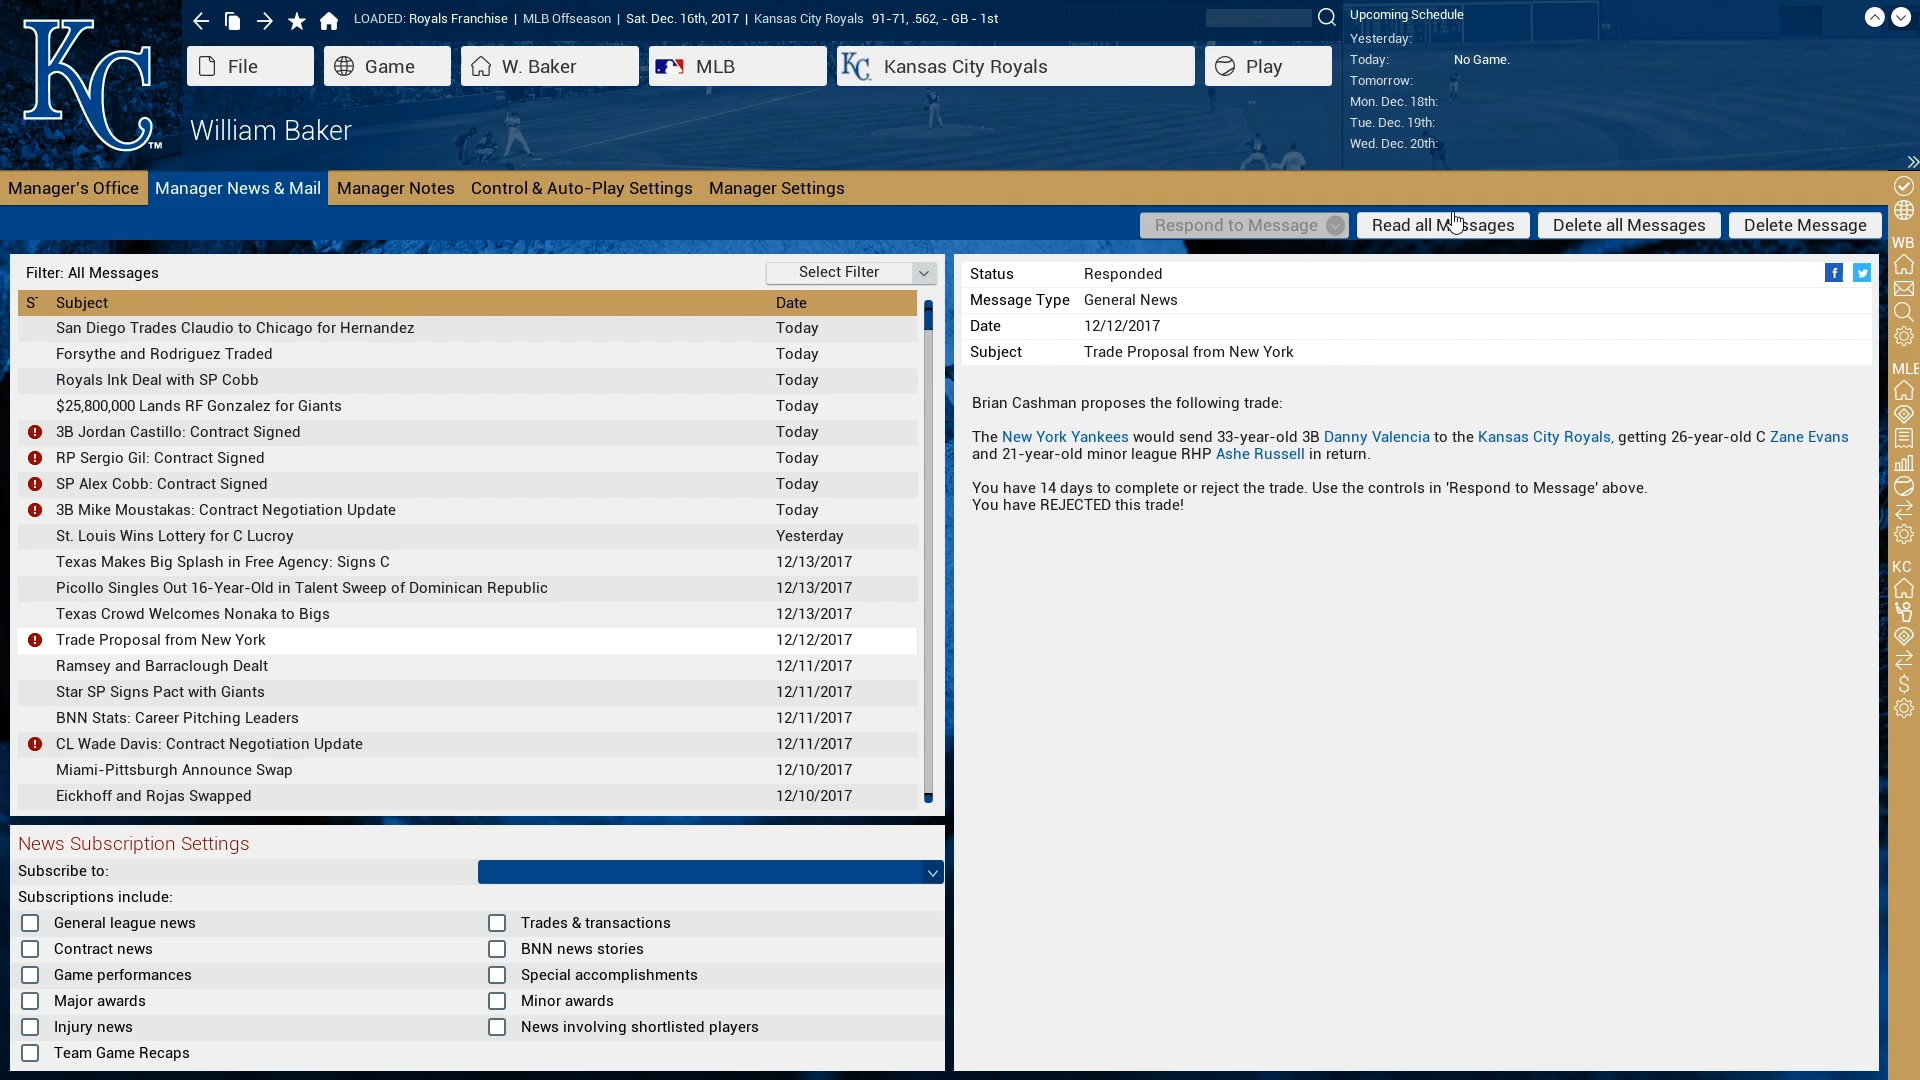 LOADED: Royals Franchise | MLB Offseason | Sat. Dec. 16th, 2017 | Kansas City Royals 91-71, .562, - GB - 1st
Upcoming Schedule
Yesterday:
Today: No Game.
Tomorrow:
Mon. Dec. 18th:
Tue. Dec. 19th:
Wed. Dec. 20th:
KC™
File Game W. Baker MLB Kansas City Royals Play
William Baker
Manager's Office Manager News & Mail Manager Notes Control & Auto-Play Settings Manager Settings
Respond to Message Read all Messages Delete all Messages Delete Message
Filter: All Messages Select Filter
Subject Date
San Diego Trades Claudio to Chicago for Hernandez Today
Forsythe and Rodriguez Traded Today
Royals Ink Deal with SP Cobb Today
$25,800,000 Lands RF Gonzalez for Giants Today
3B Jordan Castillo: Contract Signed Today
RP Sergio Gil: Contract Signed Today
SP Alex Cobb: Contract Signed Today
3B Mike Moustakas: Contract Negotiation Update Today
St. Louis Wins Lottery for C Lucroy Yesterday
Texas Makes Big Splash in Free Agency: Signs C 12/13/2017
Picollo Singles Out 16-Year-Old in Talent Sweep of Dominican Republic 12/13/2017
Texas Crowd Welcomes Nonaka to Bigs 12/13/2017
Trade Proposal from New York 12/12/2017
Ramsey and Barraclough Dealt 12/11/2017
Star SP Signs Pact with Giants 12/11/2017
BNN Stats: Career Pitching Leaders 12/11/2017
CL Wade Davis: Contract Negotiation Update 12/11/2017
Miami-Pittsburgh Announce Swap 12/10/2017
Eickhoff and Rojas Swapped 12/10/2017
News Subscription Settings
Subscribe to:
Subscriptions include:
General league news Trades & transactions
Contract news BNN news stories
Game performances Special accomplishments
Major awards Minor awards
Injury news News involving shortlisted players
Team Game Recaps
Status Responded
Message Type General News
Date 12/12/2017
Subject Trade Proposal from New York
Brian Cashman proposes the following trade:
The New York Yankees would send 33-year-old 3B Danny Valencia to the Kansas City Royals, getting 26-year-old C Zane Evans
and 21-year-old minor league RHP Ashe Russell in return.
You have 14 days to complete or reject the trade. Use the controls in 'Respond to Message' above.
You have REJECTED this trade!
WB
MLB
KC